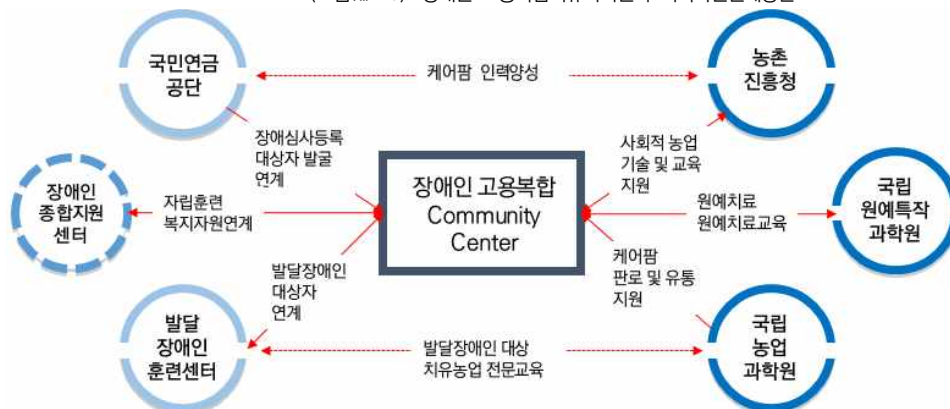 국민연금
공단
케어팜 인력양성
농촌
진흥청
장애심사등록
대상자 발굴
연계
사회적 농업
기술 및 교육
지원
장애인
종합지원
센터
자립훈련
복지자원연계
장애인 고용복합
Community
Center
원예치료
원예치료교육
국립
원예특작
과학원
발달장애인
대상자
연계
케어팜
판로 및 유통
지원
발달
장애인
훈련센터
발달장애인 대상
치유농업 전문교육
국립
농업
과학원